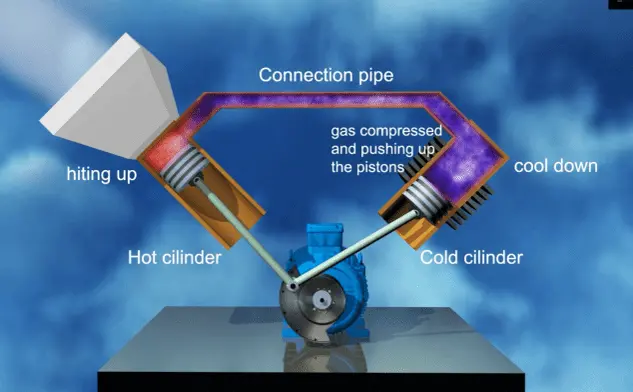 Connection pipe
gas compressed
and pushing up
the pistons
hiting up
cool down
Hot cilinder
Cold cilinder